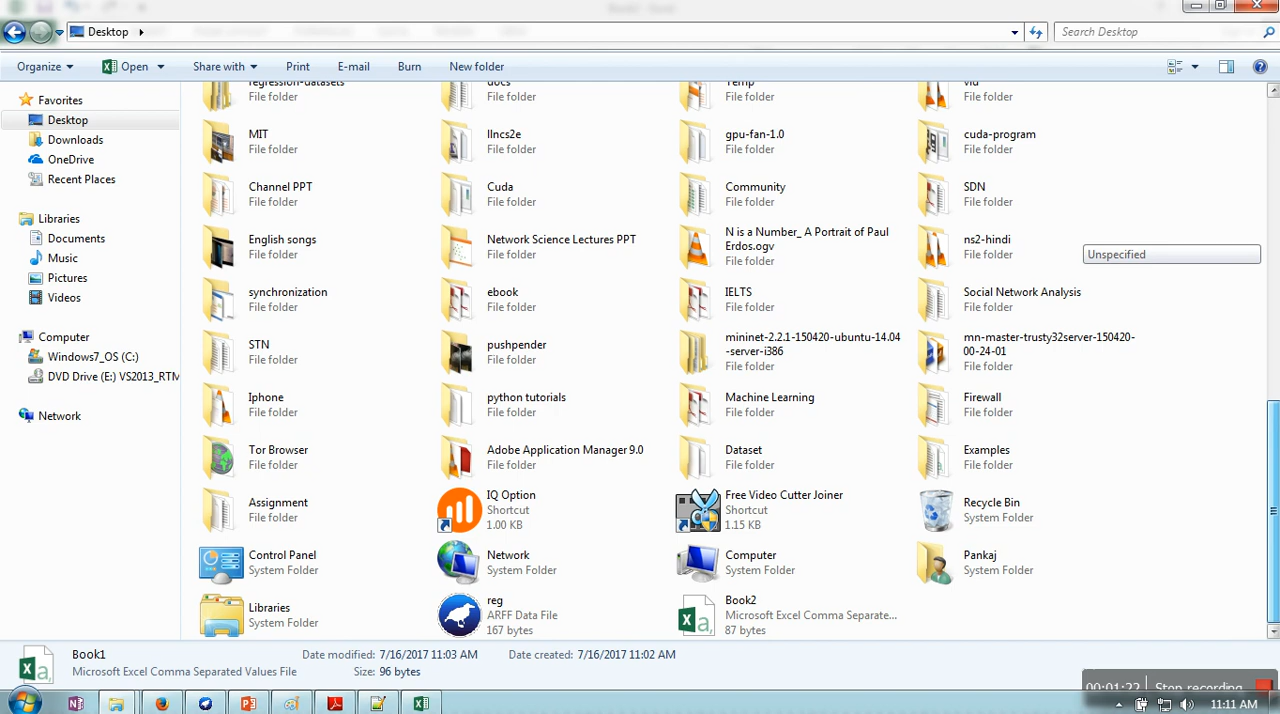 Desktop
Search Desktop
Organize
Open
Share with
Print
E-mail
Burn
New folder
Favorites
Desktop
Downloads
OneDrive
Recent Places
Libraries
Documents
Music
Pictures
Videos
Computer
Windows7_OS (C:)
DVD Drive (E:) VS2013_RTM
Network
regression-datasets
File folder
docs
File folder
Temp
File folder
vid
File folder
MIT
File folder
llncs2e
File folder
gpu-fan-1.0
File folder
cuda-program
File folder
Channel PPT
File folder
Cuda
File folder
Community
File folder
SDN
File folder
English songs
File folder
Network Science Lectures PPT
File folder
N is a Number_ A Portrait of Paul
Erdos.ogv
File folder
ns2-hindi
File folder
Unspecified
synchronization
File folder
ebook
File folder
IELTS
File folder
Social Network Analysis
File folder
STN
File folder
pushpender
File folder
mininet-2.2.1-150420-ubuntu-14.04
-server-i386
File folder
mn-master-trusty32server-150420-
00-24-01
File folder
Iphone
File folder
python tutorials
File folder
Machine Learning
File folder
Firewall
File folder
Tor Browser
File folder
Adobe Application Manager 9.0
File folder
Dataset
File folder
Examples
File folder
Assignment
File folder
IQ Option
Shortcut
1.00 KB
Free Video Cutter Joiner
Shortcut
1.15 KB
Recycle Bin
System Folder
Control Panel
System Folder
Network
System Folder
Computer
System Folder
Pankaj
System Folder
Libraries
System Folder
reg
ARFF Data File
167 bytes
Book2
Microsoft Excel Comma Separate...
87 bytes
Book1
Date modified: 7/16/2017 11:03 AM
Date created: 7/16/2017 11:02 AM
Microsoft Excel Comma Separated Values File
Size: 96 bytes
00:01:22
Stop recording
11:11 AM